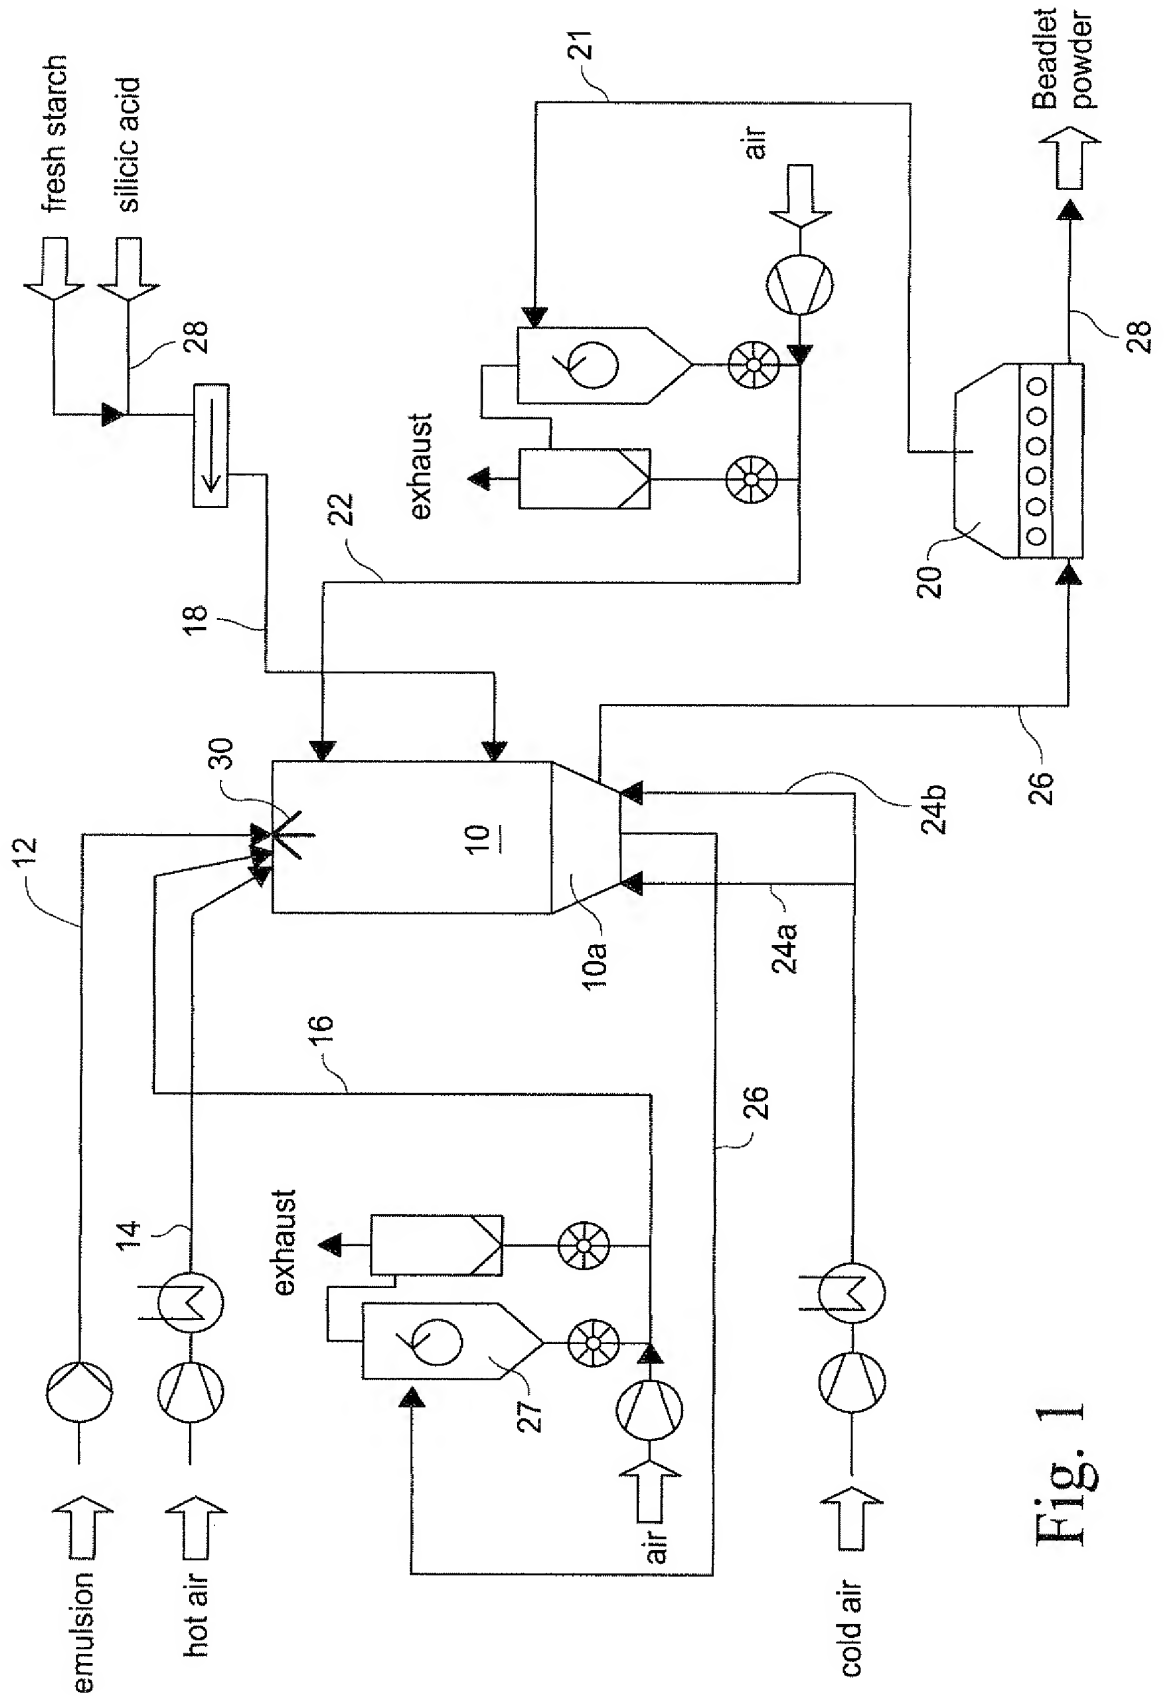 emulsion
hot air
12
14
16
exhaust
27
air
26
cold air
30
10
10a
24a
24b
18
22
28
fresh starch
silicic acid
exhaust
air
21
20
26
28
Beadlet
powder
Fig. 1